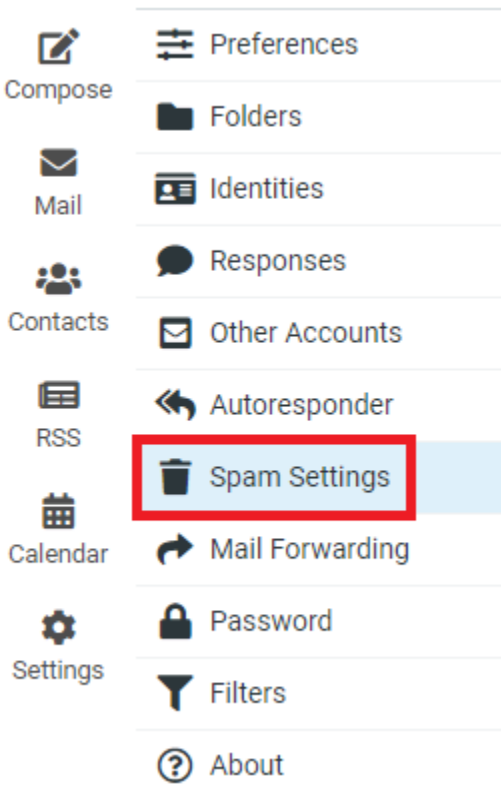 Compose
Mail
Contacts
RSS
Calendar
Settings
Preferences
Folders
Identities
Responses
Other Accounts
Autoresponder
Spam Settings
Mail Forwarding
Password
Filters
About